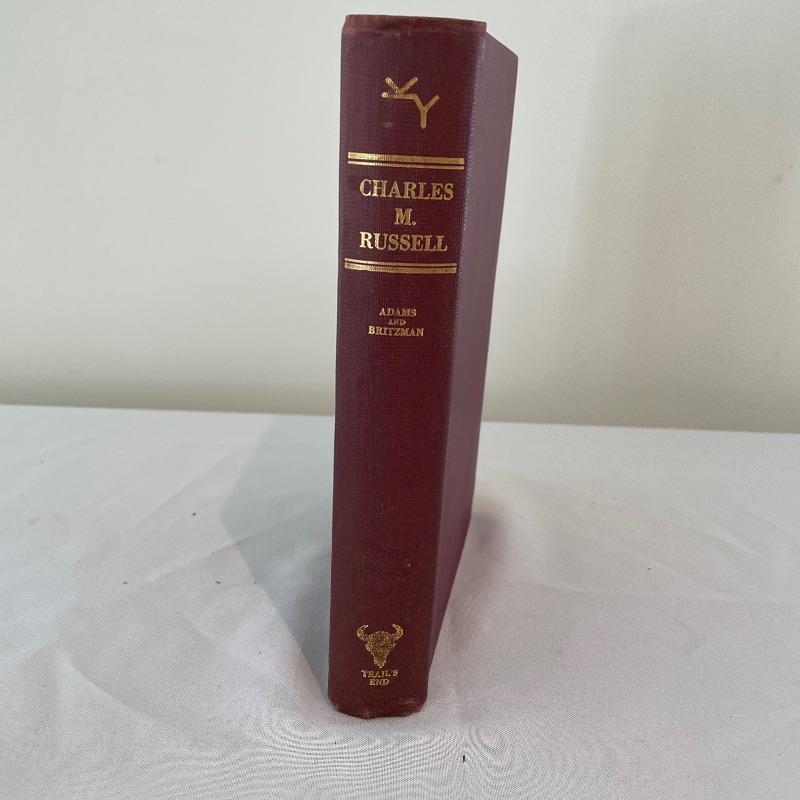 CHARLES
M.
RUSSELL
ADAMS
AND
BRITZMAN
TRAIL'S
END